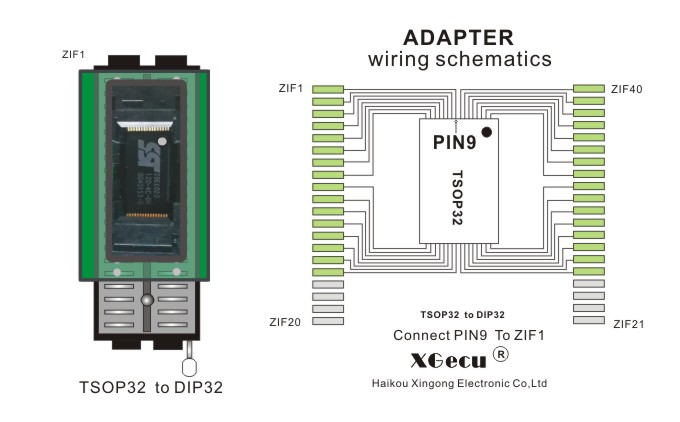 ADAPTER
wiring schematics
ZIF1
ZIF1
ZIF40
PIN9
TSOP32
ZIF20
ZIF21
TSOP32 to DIP32
Connect PIN9 To ZIF1
XGecu ®
Haikou Xingong Electronic Co,Ltd
TSOP32 to DIP32